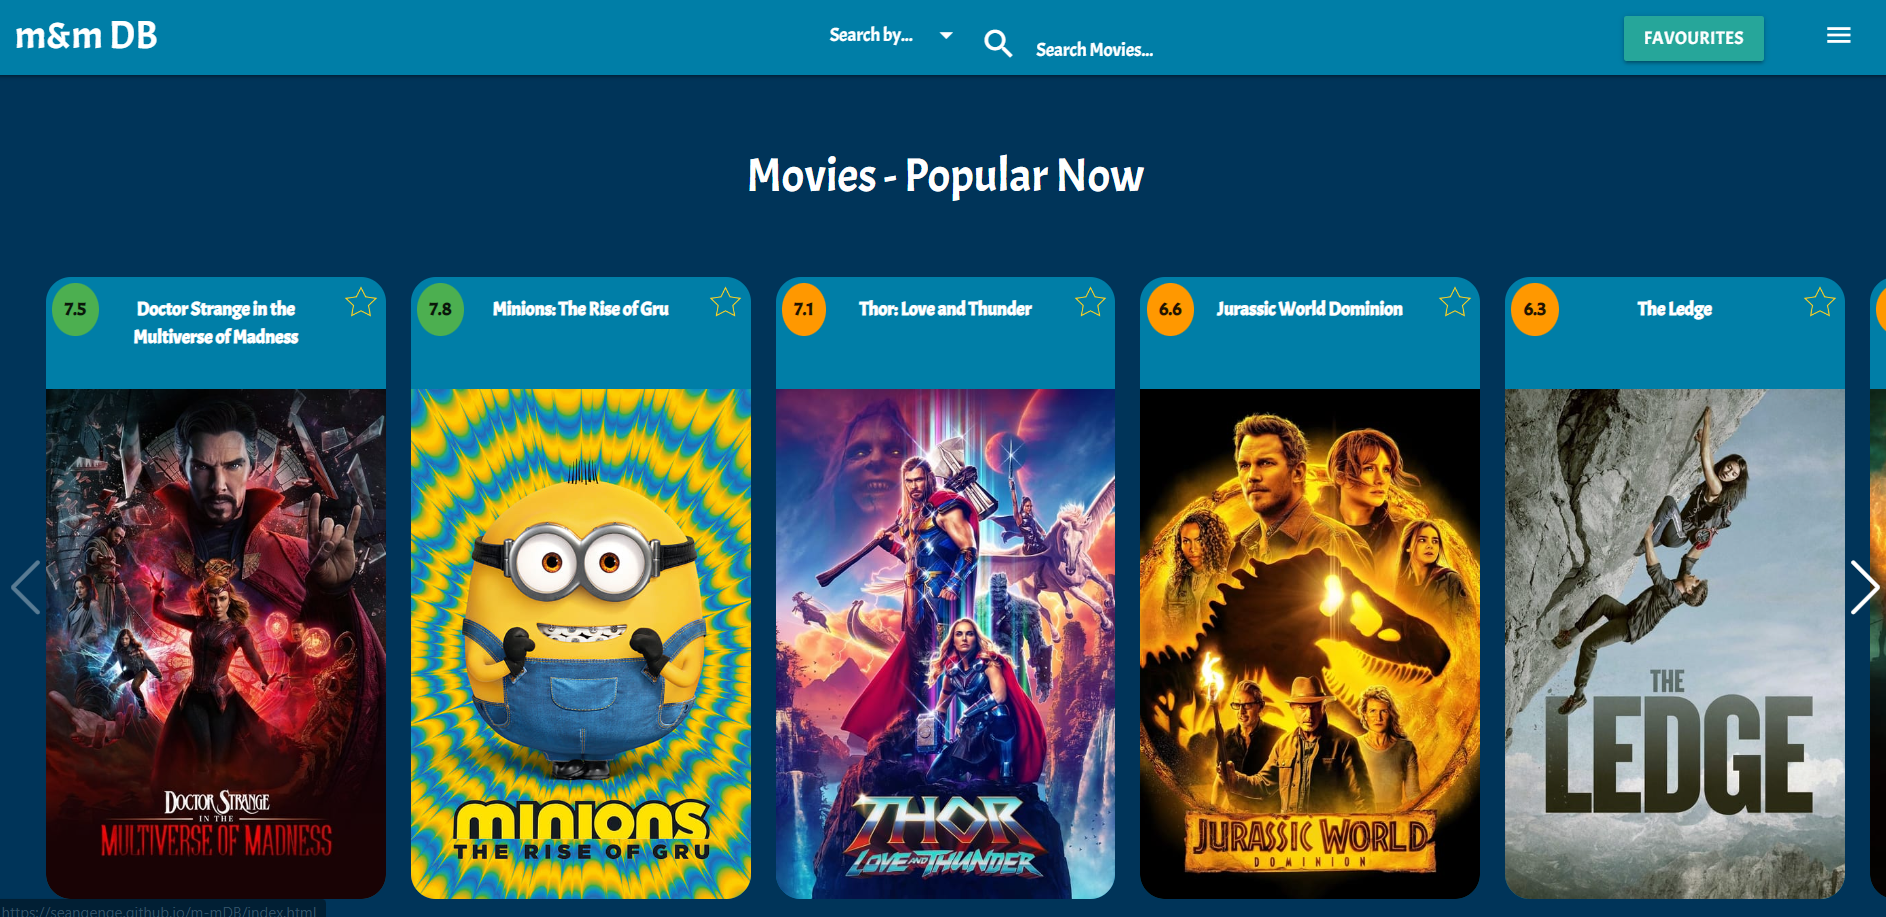 m&m DB
Search by...
Search Movies...
FAVOURITES
Movies - Popular Now
7.5
Doctor Strange in the
Multiverse of Madness
7.8
Minions: The Rise of Gru
7.1
Thor: Love and Thunder
6.6
Jurassic World Dominion
6.3
The Ledge
DOCTOR STRANGE
IN THE
MULTIVERSE OF MADNESS
minions
THE RISE OF GRU
THOR
LOVE AND THUNDER
JURASSIC WORLD
DOMINION
THE
LEDGE
https://seangenge.github.io/m-mDB/index.html